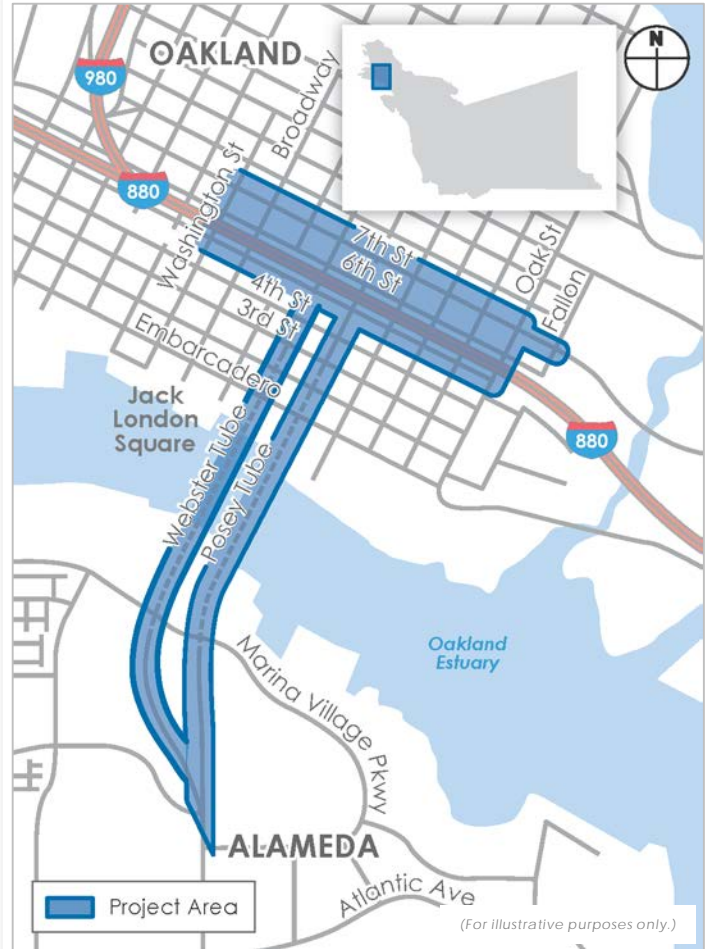 OAKLAND
N
980
Broadway
880
Washington St
7th St
6th St
Oak St
Fallon
4th St
3rd St
Embarcadero
Jack
London
Square
880
Webster Tube
Posey Tube
Oakland
Estuary
Marina Village Pkwy
ALAMEDA
Atlantic Ave
Project Area
(For illustrative purposes only.)